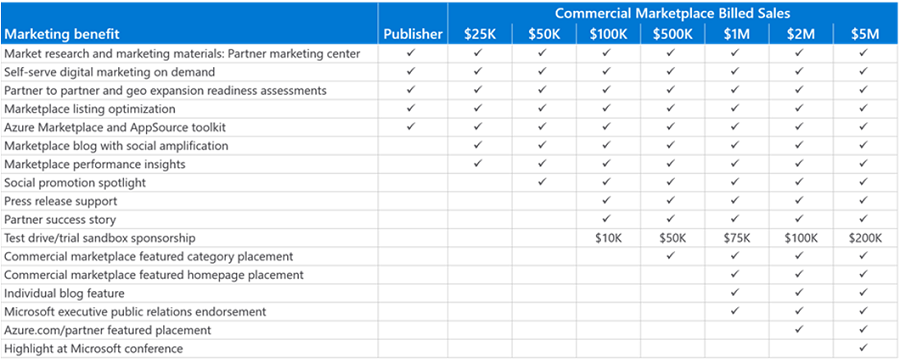 Commercial Marketplace Billed Sales
Marketing benefit Publisher $25K $50K $100K $500K $1M $2M $5M
Market research and marketing materials: Partner marketing center ✓ ✓ ✓ ✓ ✓ ✓ ✓ ✓
Self-serve digital marketing on demand ✓ ✓ ✓ ✓ ✓ ✓ ✓ ✓
Partner to partner and geo expansion readiness assessments ✓ ✓ ✓ ✓ ✓ ✓ ✓ ✓
Marketplace listing optimization ✓ ✓ ✓ ✓ ✓ ✓ ✓ ✓
Azure Marketplace and AppSource toolkit ✓ ✓ ✓ ✓ ✓ ✓ ✓ ✓
Marketplace blog with social amplification ✓ ✓ ✓ ✓ ✓ ✓ ✓
Marketplace performance insights ✓ ✓ ✓ ✓ ✓ ✓ ✓
Social promotion spotlight ✓ ✓ ✓ ✓ ✓ ✓
Press release support ✓ ✓ ✓ ✓ ✓
Partner success story ✓ ✓ ✓ ✓ ✓
Test drive/trial sandbox sponsorship $10K $50K $75K $100K $200K
Commercial marketplace featured category placement ✓ ✓ ✓ ✓
Commercial marketplace featured homepage placement ✓ ✓ ✓
Individual blog feature ✓ ✓ ✓
Microsoft executive public relations endorsement ✓ ✓ ✓
Azure.com/partner featured placement ✓ ✓
Highlight at Microsoft conference ✓